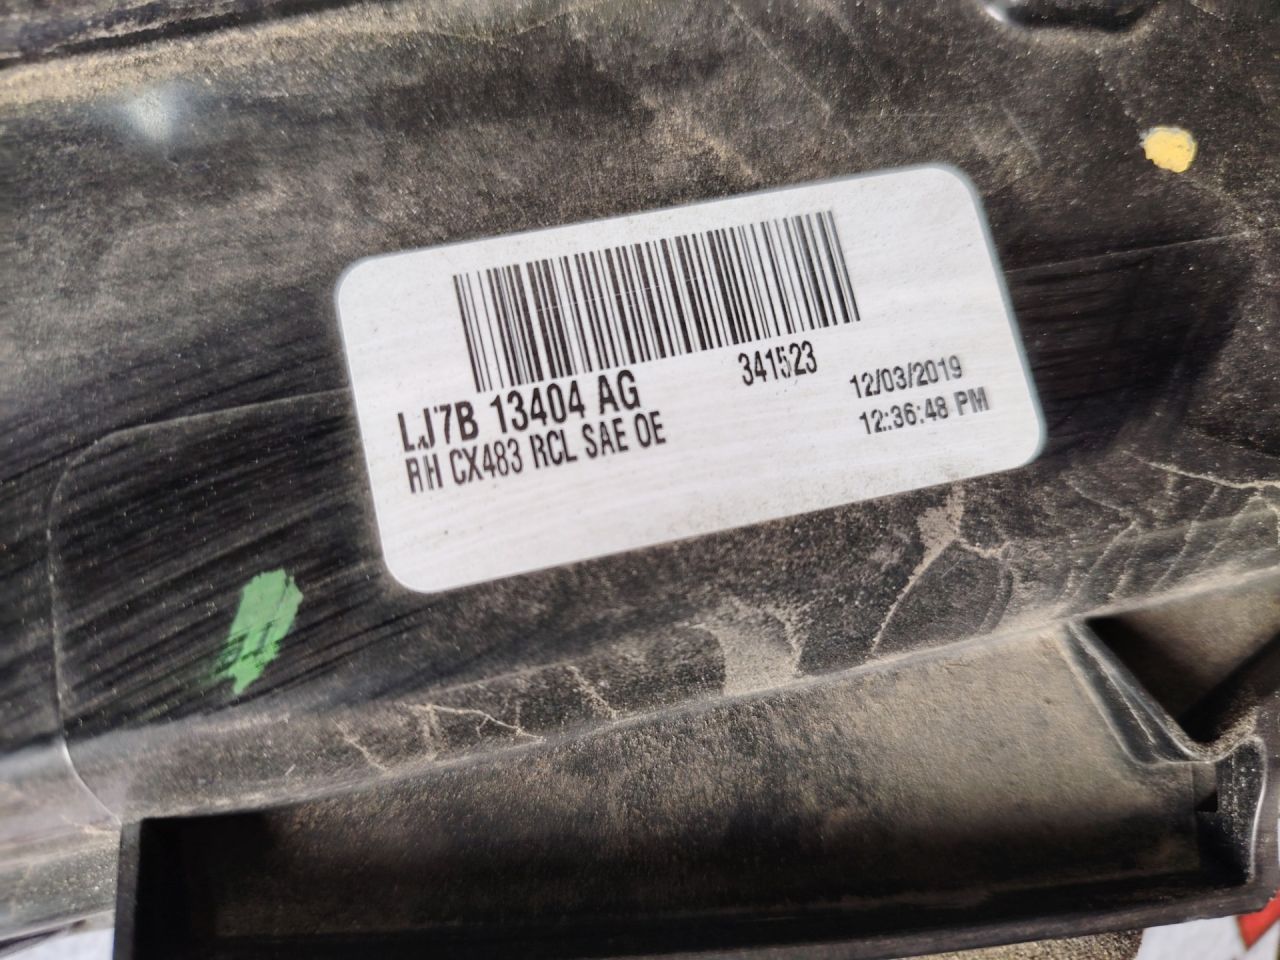 341523
LJ7B 13404 AG
RH CX483 RCL SAE OE
12/03/2019
12:36:48 PM